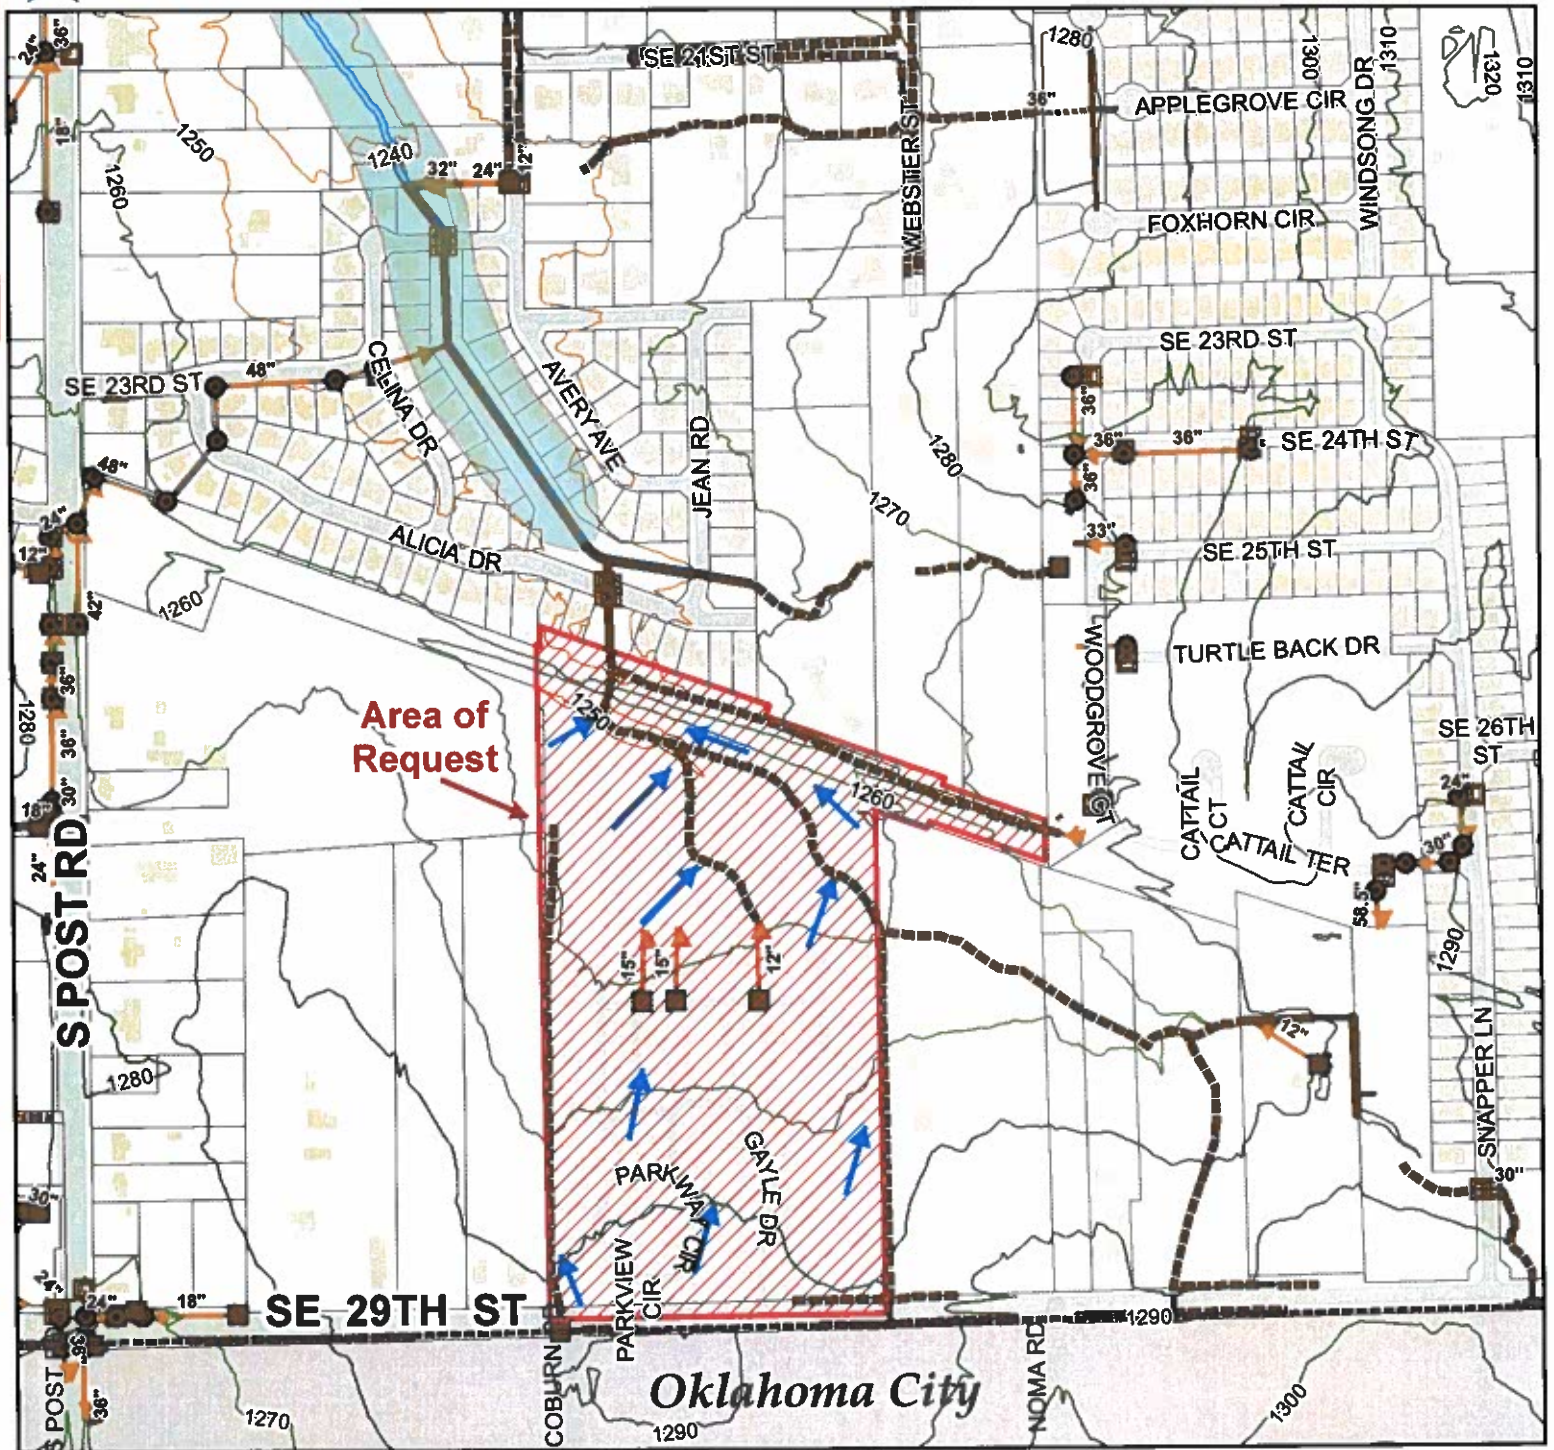 24"
36"
SE 21ST ST
1280
1300
1310
1320
1310
18"
1250
1260
1240
32"
24"
12"
36"
APPLEGROVE CIR
WEBSTER ST
WINDSONG DR
FOXHORN CIR
SE 23RD ST
48"
CELINA DR
AVERY AVE
JEAN RD
SE 23RD ST
36"
36"
36"
SE 24TH ST
36"
1280
1270
48"
24"
12"
42"
ALICIA DR
33"
SE 25TH ST
1260
WOODGROVE CT
TURTLE BACK DR
36"
1280
36"
30"
18"
24"
Area of
Request
1250
1260
SE 26TH
ST
CATTAIL
CT
CATTAIL
CIR
CATTAIL TER
24"
30"
58.5"
S POST RD
15"
15"
12"
1290
12"
1280
SNAPPER LN
PARKWAY CIR
GAYLE DR
PARKVIEW
CIR
30"
30"
24"
24"
18"
SE 29TH ST
1290
36"
36"
S POST
COBURN
NOMA RD
Oklahoma City
1270
1290
1300